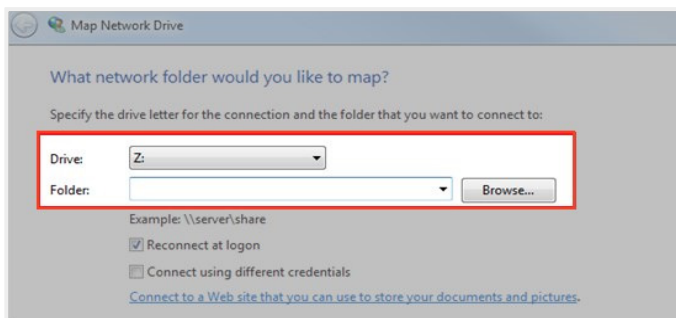 Map Network Drive
What network folder would you like to map?
Specify the drive letter for the connection and the folder that you want to connect to:
Drive: Z:
Folder: Browse...
Example: \\server\share
Reconnect at logon
Connect using different credentials
Connect to a Web site that you can use to store your documents and pictures.